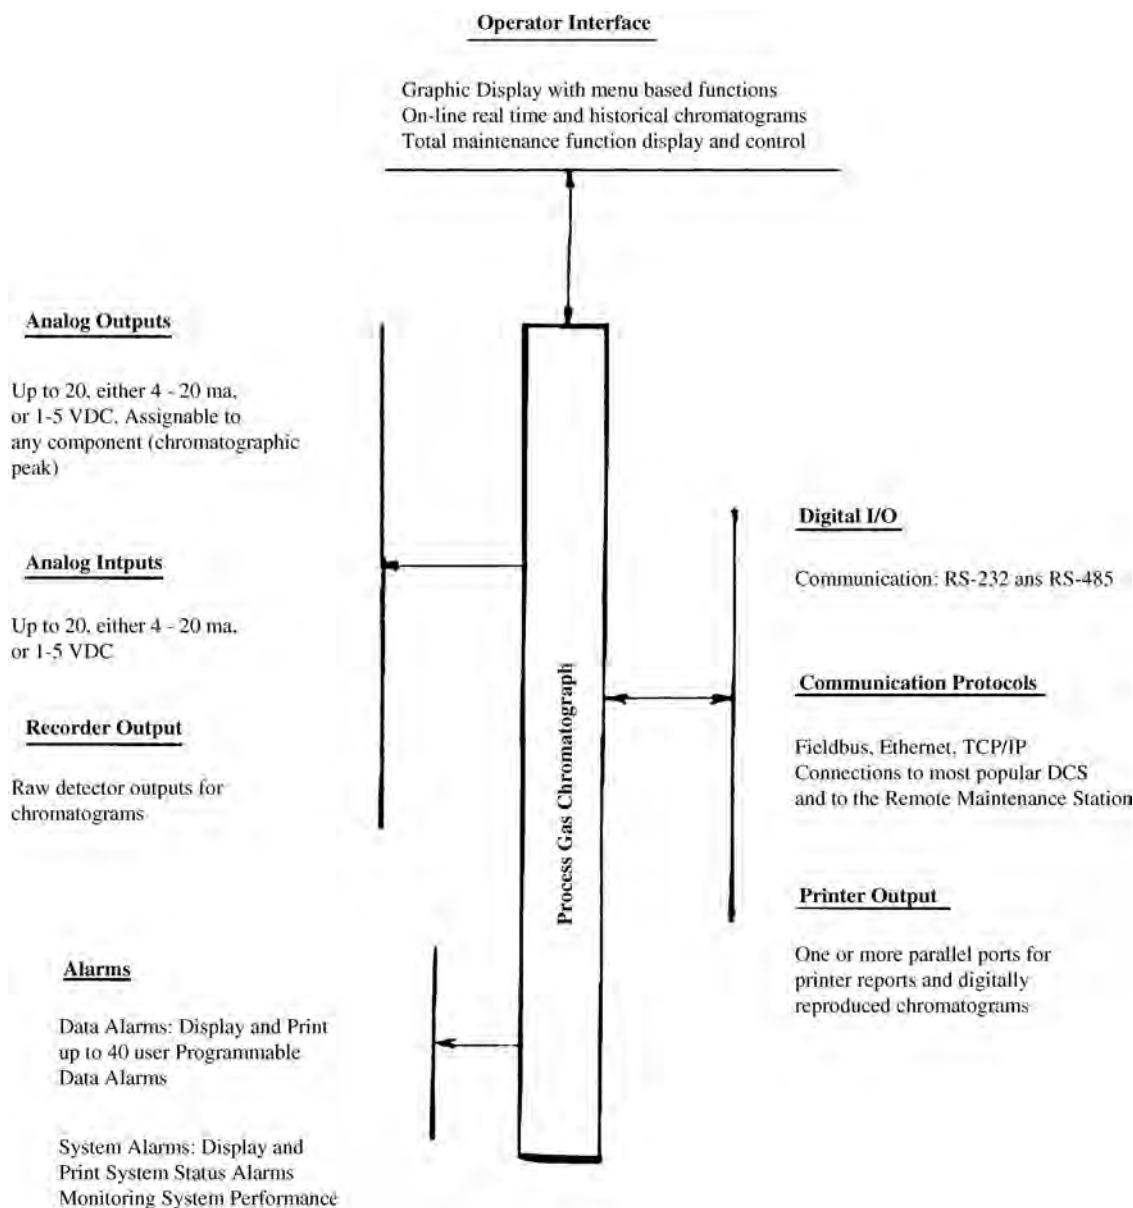 Operator Interface
Graphic Display with menu based functions
On-line real time and historical chromatograms
Total maintenance function display and control
Analog Outputs
Up to 20, either 4 - 20 ma,
or 1-5 VDC. Assignable to
any component (chromatographic
peak)
Analog Intputs
Up to 20, either 4 - 20 ma,
or 1-5 VDC
Recorder Output
Raw detector outputs for
chromatograms
Alarms
Data Alarms: Display and Print
up to 40 user Programmable
Data Alarms
System Alarms: Display and
Print System Status Alarms
Monitoring System Performance
Process Gas Chromatograph
Digital I/O
Communication: RS-232 ans RS-485
Communication Protocols
Fieldbus, Ethernet, TCP/IP
Connections to most popular DCS
and to the Remote Maintenance Station
Printer Output
One or more parallel ports for
printer reports and digitally
reproduced chromatograms